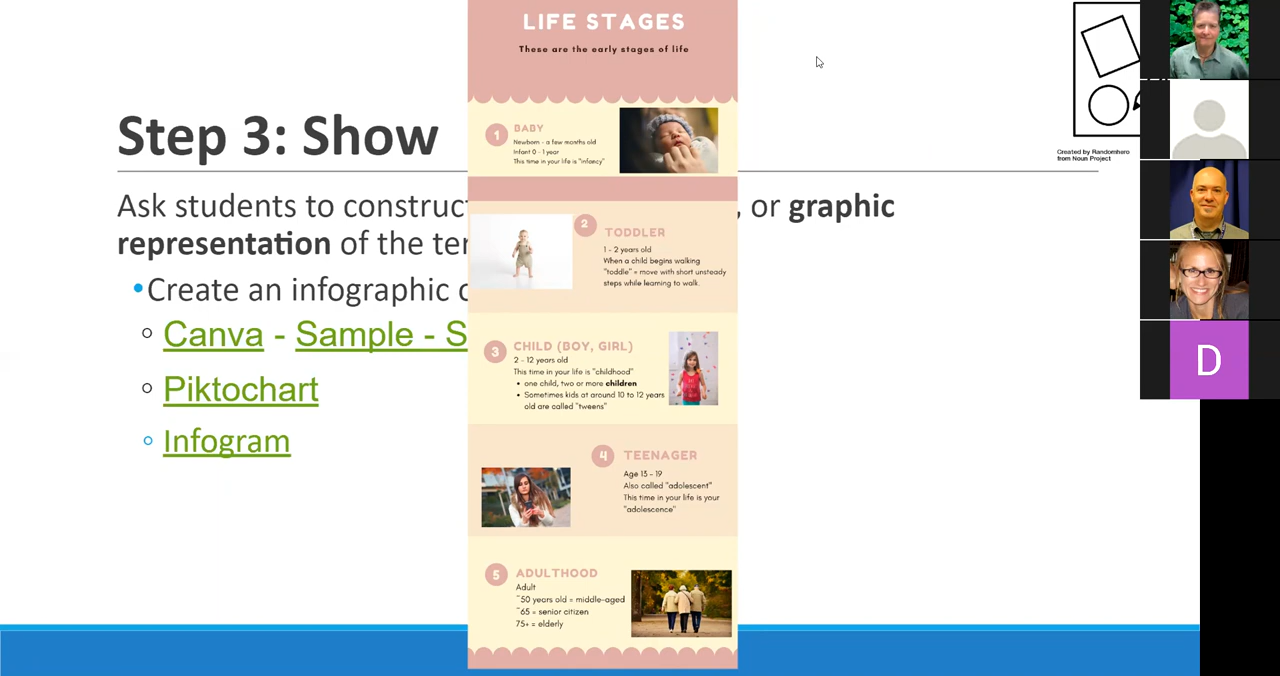 LIFE STAGES
These are the early stages of life
Step 3: Show
Created by Randomhero
from Noun Project
Ask students to construct
, or graphic
representation of the ter
•Create an infographic
Canva - Sample - S
Piktochart
Infogram
1
BABY
Newborn - a few months old
Infant 0 - 1 year
This time in your life is "infancy"
2
TODDLER
1 - 2 years old
When a child begins walking
"toddle" = move with short unsteady
steps while learning to walk.
3
CHILD (BOY, GIRL)
2 - 12 years old
This time in your life is "childhood"
• one child, two or more children
• Sometimes kids at around 10 to 12 years
old are called "tweens"
4
TEENAGER
Age 13 - 19
Also called "adolescent"
This time in your life is your
"adolescence"
5
ADULTHOOD
Adult
~50 years old = middle-aged
~65 = senior citizen
75+ = elderly
D